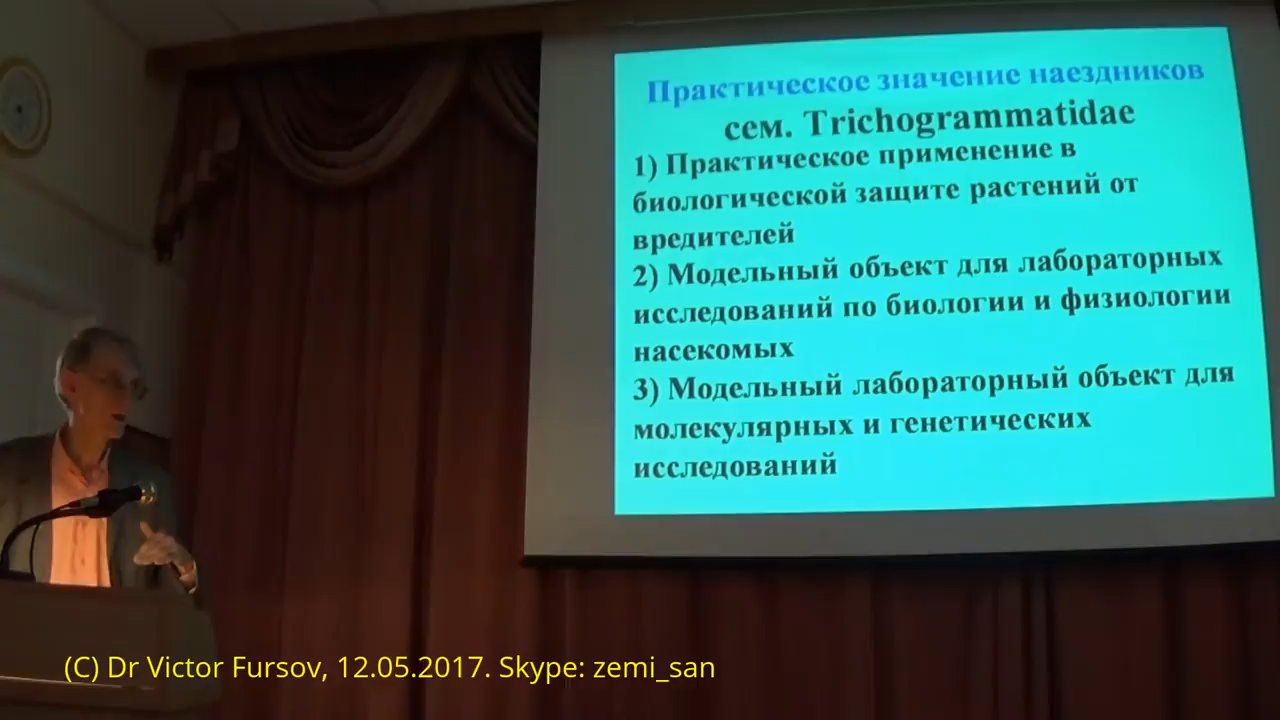 Практическое значение наездников
сем. Trichogrammatidae
1) Практическое применение в
биологической защите растений от
вредителей
2) Модельный объект для лабораторных
исследований по биологии и физиологии
насекомых
3) Модельный лабораторный объект для
молекулярных и генетических
исследований
(C) Dr Victor Fursov, 12.05.2017. Skype: zemi_san